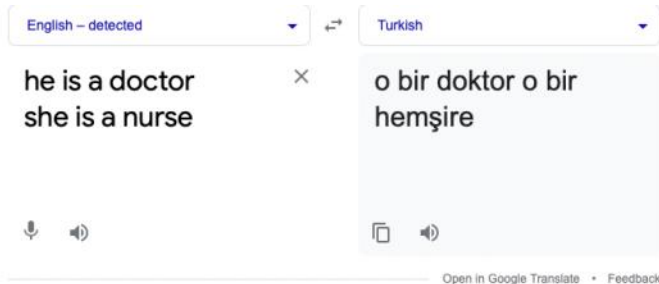 English – detected
Turkish
he is a doctor
she is a nurse
o bir doktor o bir
hemşire
Open in Google Translate • Feedback